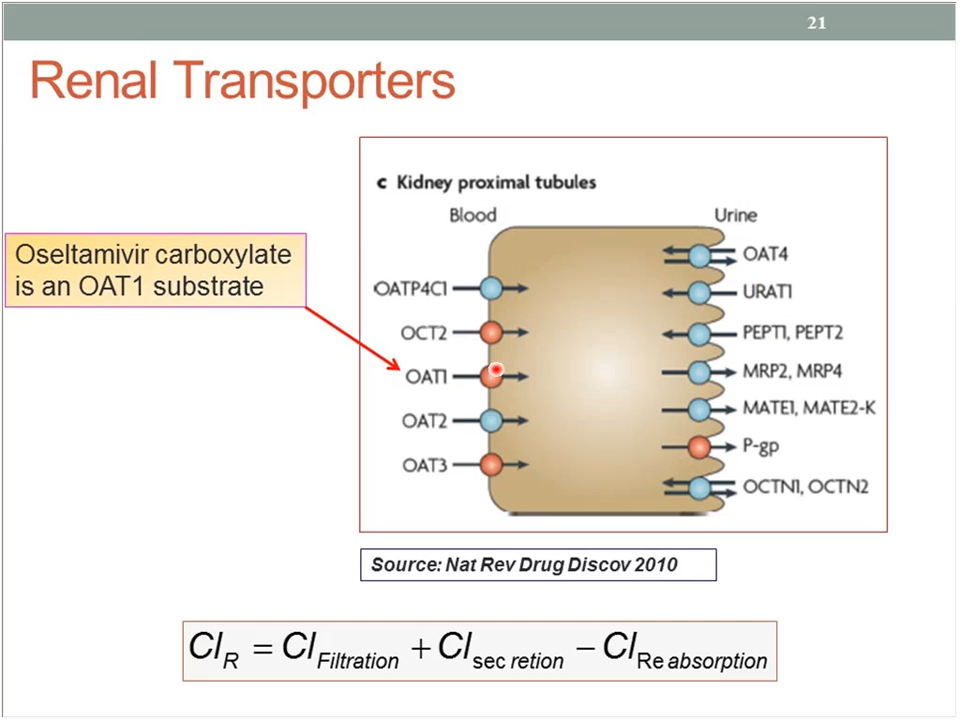 21
Renal Transporters
c Kidney proximal tubules
Blood
Urine
Oseltamivir carboxylate
is an OAT1 substrate
OATP4C1
OCT2
OAT1
OAT2
OAT3
OAT4
URAT1
PEPT1, PEPT2
MRP2, MRP4
MATE1, MATE2-K
P-gp
OCTN1, OCTN2
Source: Nat Rev Drug Discov 2010
Cl_R = Cl_Filtration + Cl_sec retion − Cl_Re absorption